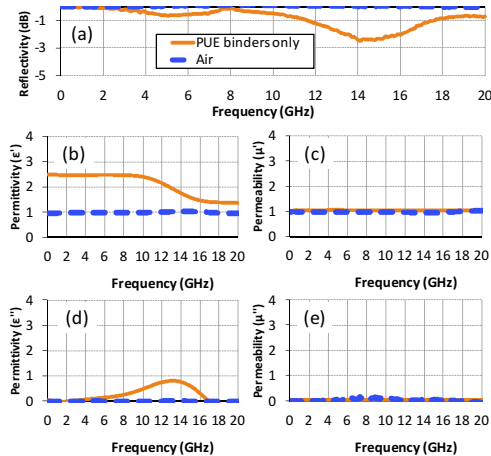 -1
-3
-5
Reflectivity (dB)
(a)
PUE binders only
Air
0 2 4 6 8 10 12 14 16 18 20
Frequency (GHz)
4
3
2
1
0
Permittivity (ε')
(b)
0 2 4 6 8 10 12 14 16 18 20
Frequency (GHz)
4
3
2
1
0
Permeability (μ')
(c)
0 2 4 6 8 10 12 14 16 18 20
Frequency (GHz)
4
3
2
1
0
Permittivity (ε'')
(d)
0 2 4 6 8 10 12 14 16 18 20
Frequency (GHz)
4
3
2
1
0
Permeability (μ'')
(e)
0 2 4 6 8 10 12 14 16 18 20
Frequency (GHz)